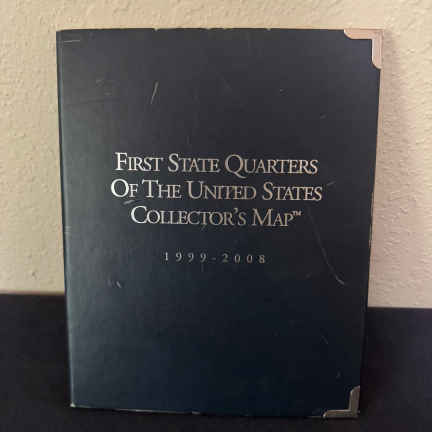 First State Quarters
Of The United States
Collector's Map™
1999-2008